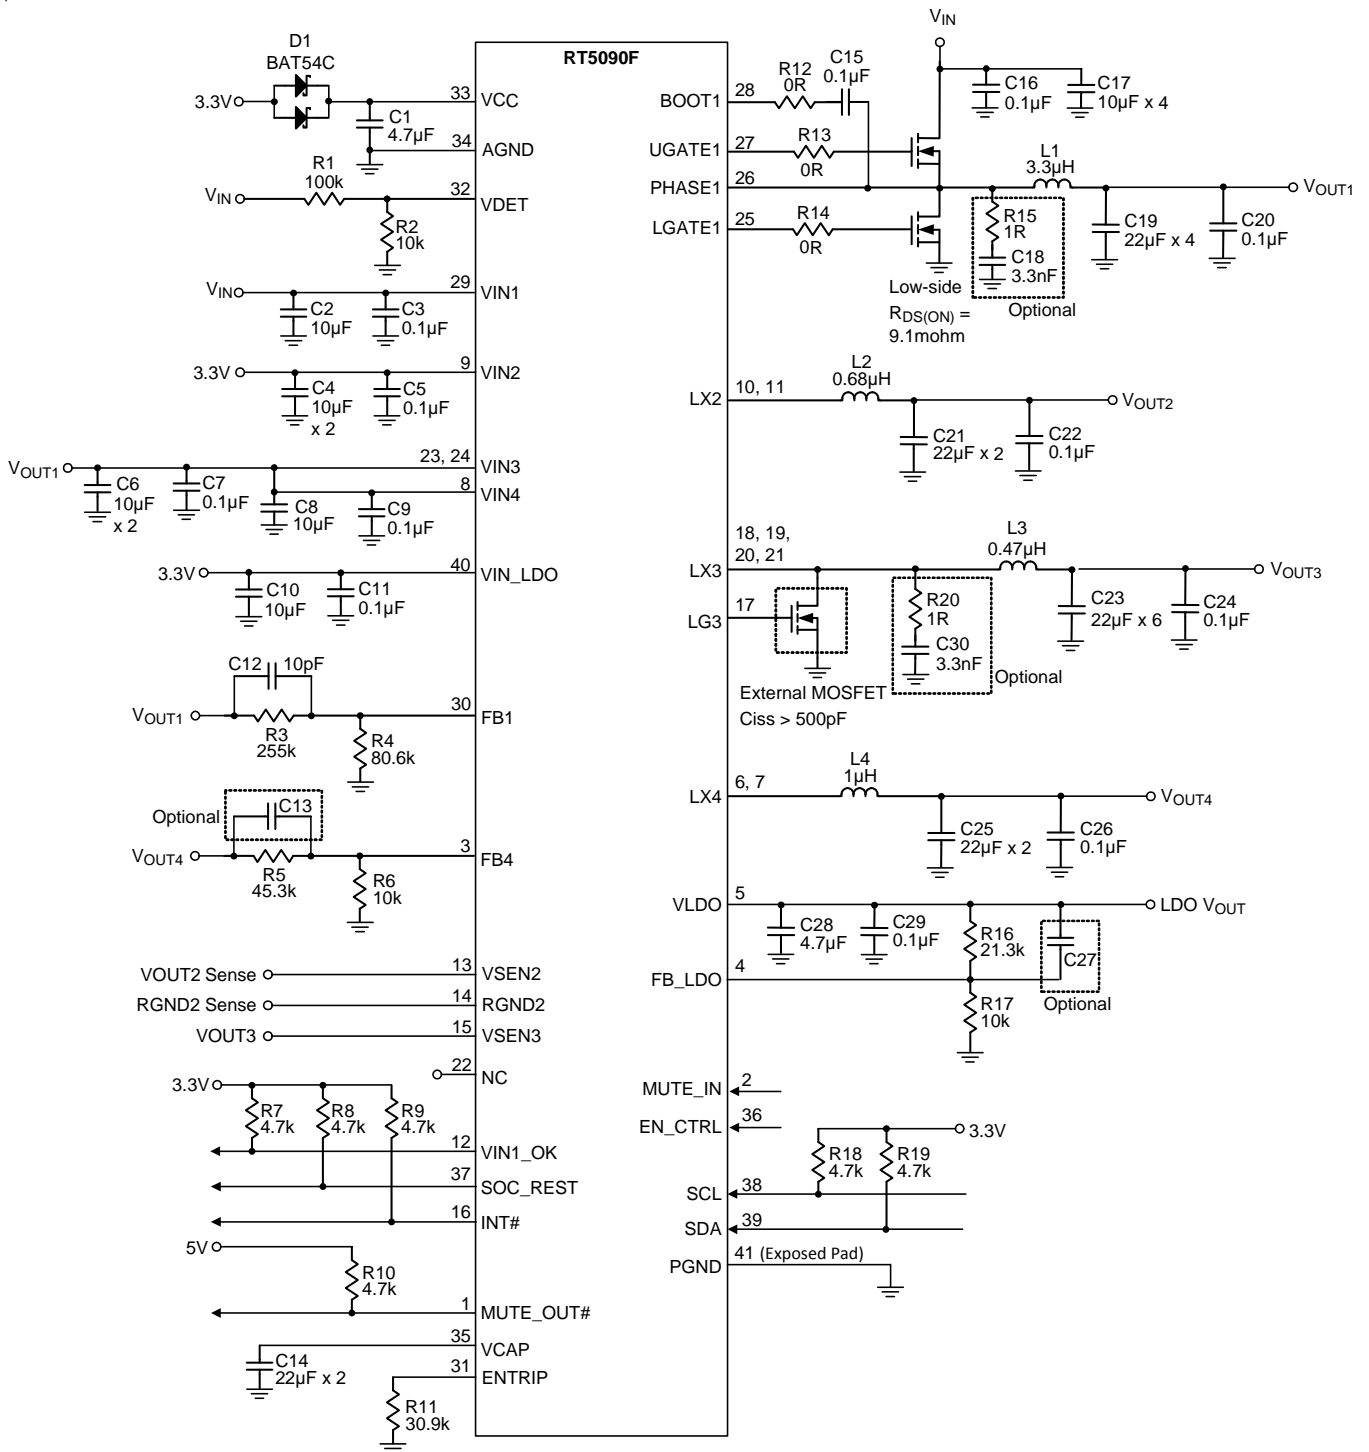 RT5090F
D1
BAT54C
3.3V
33
VCC
C1
4.7µF
34
AGND
R1
100k
VIN
32
VDET
R2
10k
VIN
29
VIN1
C2
10µF
C3
0.1µF
3.3V
9
VIN2
C4
10µF
x 2
C5
0.1µF
VOUT1
23, 24
VIN3
8
VIN4
C6
10µF
x 2
C7
0.1µF
C8
10µF
C9
0.1µF
3.3V
40
VIN_LDO
C10
10µF
C11
0.1µF
C12
10pF
VOUT1
30
FB1
R3
255k
R4
80.6k
Optional
C13
VOUT4
3
FB4
R5
45.3k
R6
10k
VOUT2 Sense
13
VSEN2
RGND2 Sense
14
RGND2
VOUT3
15
VSEN3
22
NC
3.3V
R7
4.7k
R8
4.7k
R9
4.7k
12
VIN1_OK
37
SOC_REST
16
INT#
5V
R10
4.7k
1
MUTE_OUT#
35
VCAP
C14
22µF x 2
31
ENTRIP
R11
30.9k
VIN
C16
0.1µF
C17
10µF x 4
BOOT1
28
R12
0R
C15
0.1µF
UGATE1
27
R13
0R
PHASE1
26
L1
3.3µH
VOUT1
LGATE1
25
R14
0R
R15
1R
C18
3.3nF
Optional
C19
22µF x 4
C20
0.1µF
Low-side
RDS(ON) =
9.1mohm
LX2
10, 11
L2
0.68µH
VOUT2
C21
22µF x 2
C22
0.1µF
18, 19,
20, 21
LX3
L3
0.47µH
VOUT3
LG3
17
R20
1R
C30
3.3nF
Optional
C23
22µF x 6
C24
0.1µF
External MOSFET
Ciss > 500pF
LX4
6, 7
L4
1µH
VOUT4
C25
22µF x 2
C26
0.1µF
VLDO
5
LDO VOUT
C28
4.7µF
C29
0.1µF
R16
21.3k
C27
Optional
FB_LDO
4
R17
10k
MUTE_IN
2
EN_CTRL
36
3.3V
R18
4.7k
R19
4.7k
SCL
38
SDA
39
PGND
41 (Exposed Pad)